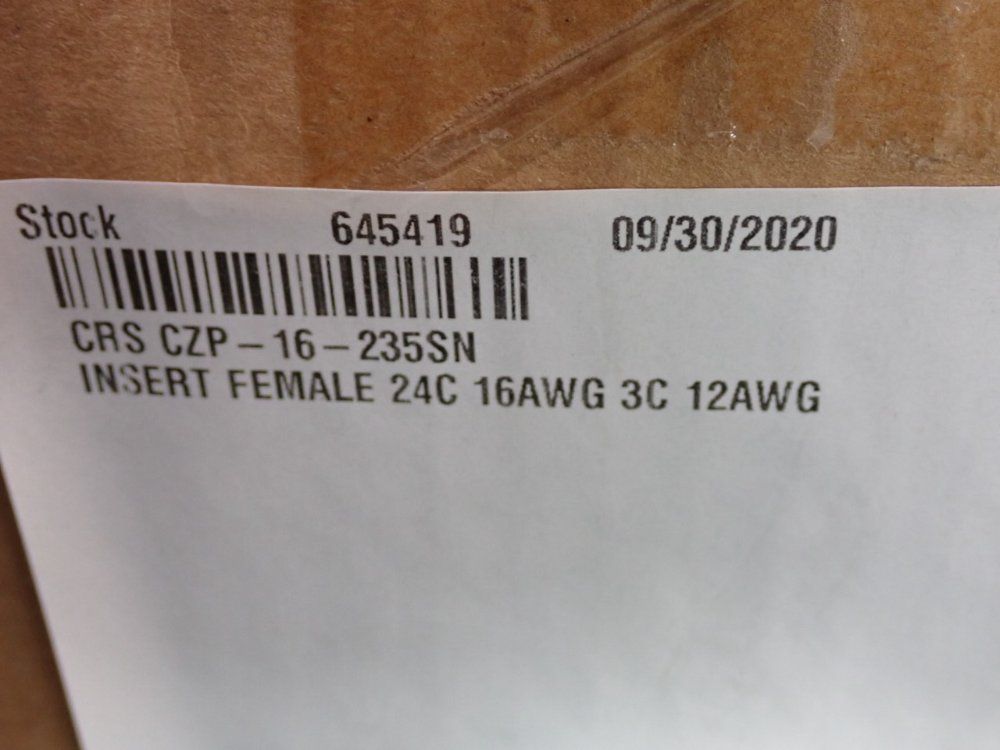 Stock 645419 09/30/2020
CRS CZP-16-235SN
INSERT FEMALE 24C 16AWG 3C 12AWG